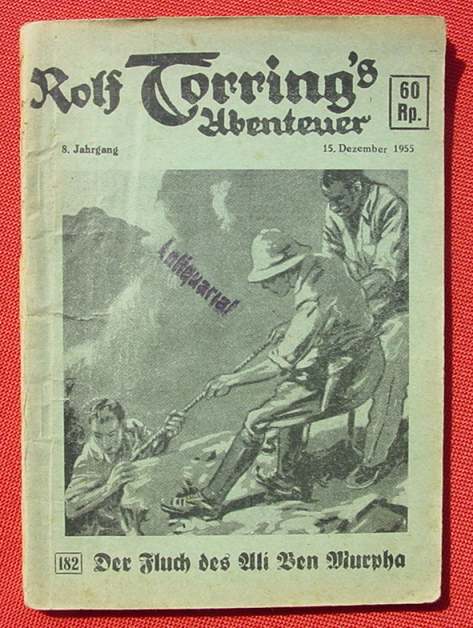 Rolf Torring's
Abenteuer
60
Rp.
8. Jahrgang
15. Dezember 1955
Antiquariat
182 Der Fluch des Ali Ben Murpha